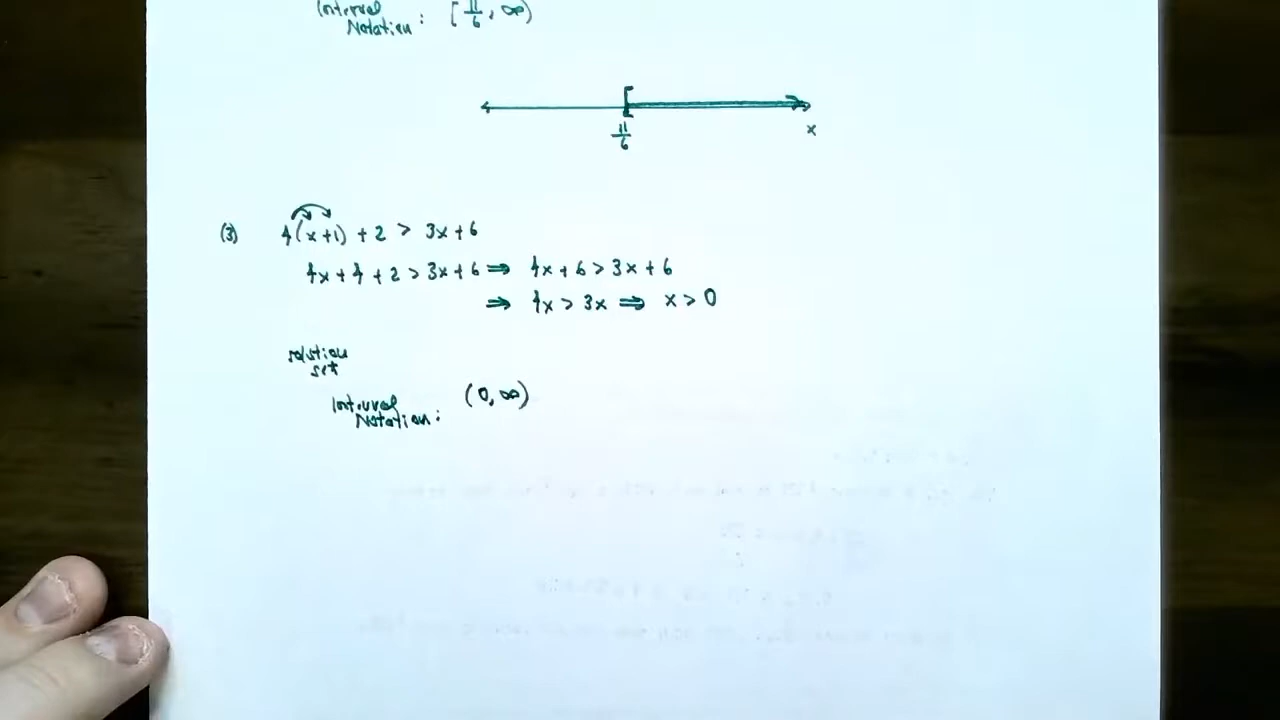 Interval
Notation: [11/6, ∞)
11/6
x
(3) 4(x+1) + 2 > 3x+6
4x + 4 + 2 > 3x + 6 ⇒ 4x + 6 > 3x + 6
⇒ 4x > 3x ⇒ x > 0
solution
set
Interval
Notation: (0, ∞)